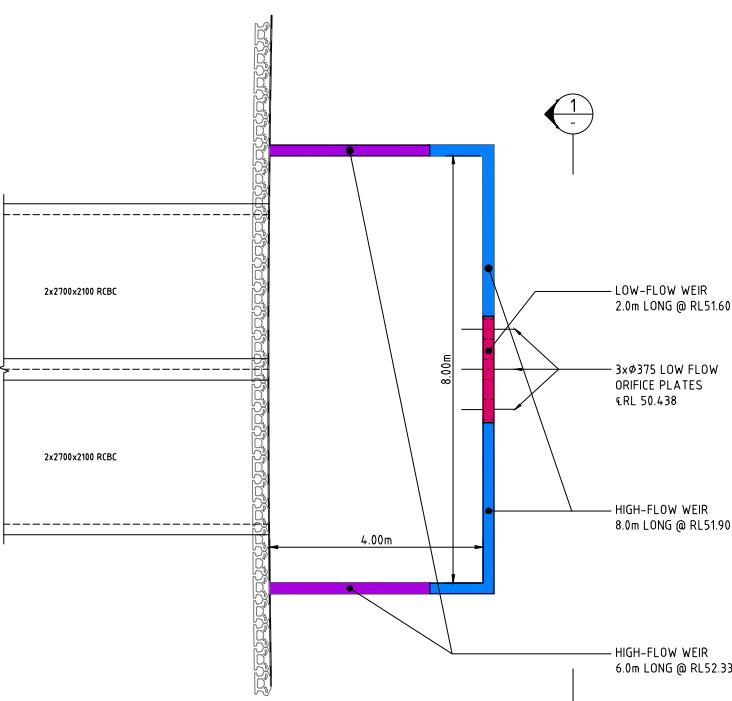 1
-
2x2700x2100 RCBC
LOW-FLOW WEIR
2.0m LONG @ RL51.60
8.00m
3xØ375 LOW FLOW
ORIFICE PLATES
℄RL 50.438
2x2700x2100 RCBC
HIGH-FLOW WEIR
8.0m LONG @ RL51.90
4.00m
HIGH-FLOW WEIR
6.0m LONG @ RL52.33